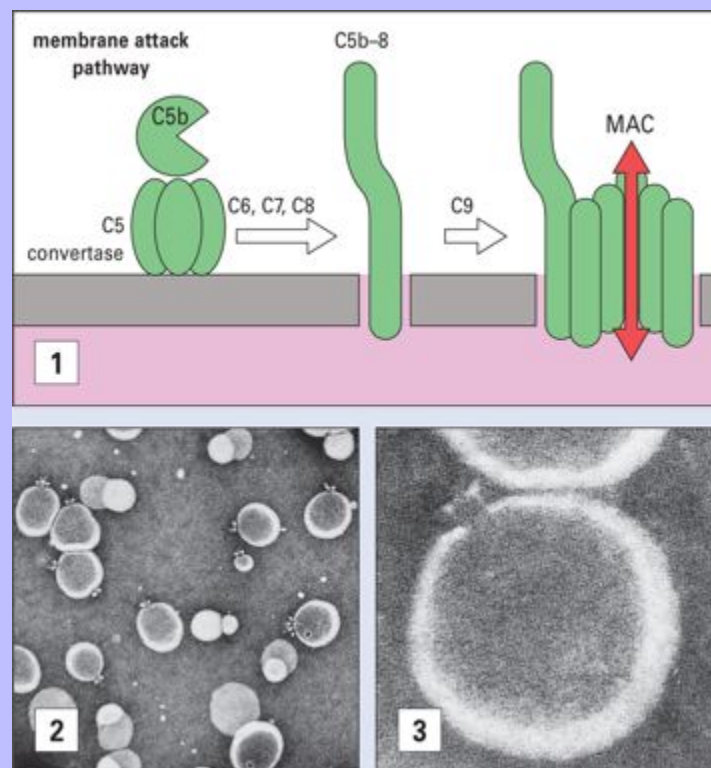 membrane attack
pathway
C5b
C5
convertase
C6, C7, C8
C5b–8
C9
MAC
1
2
3